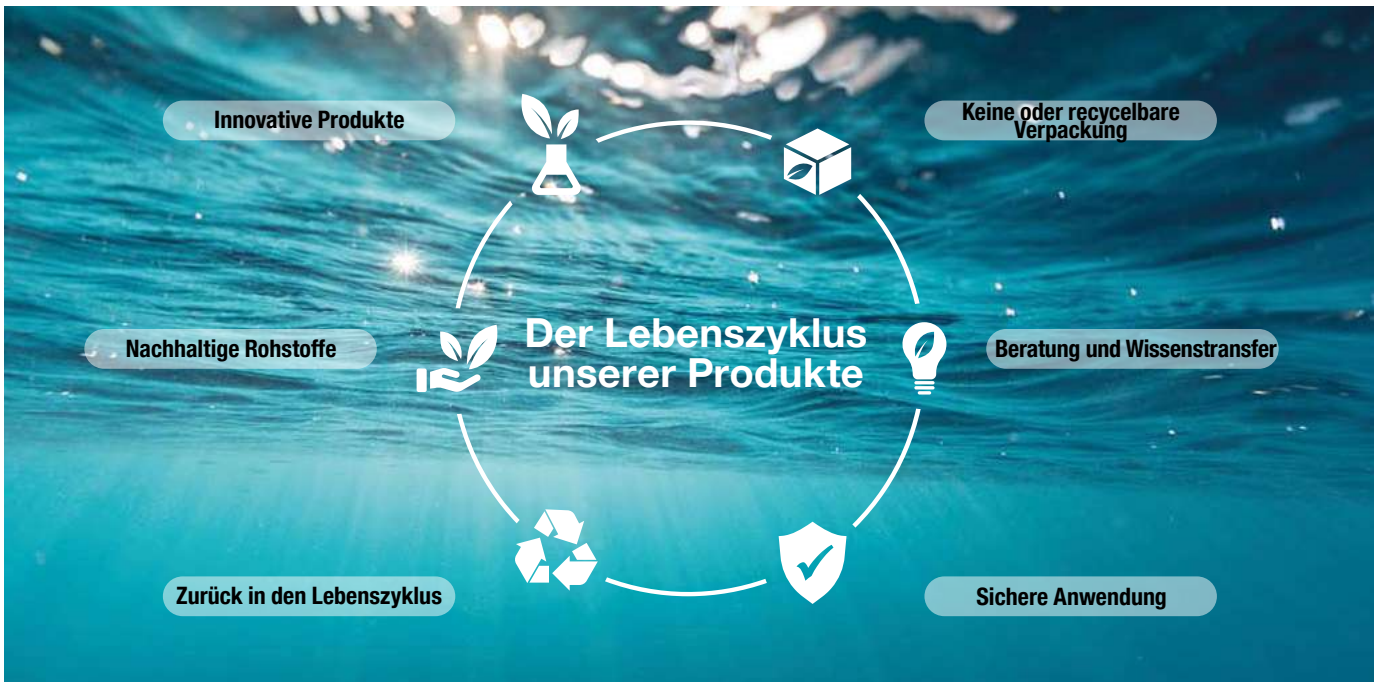 Innovative Produkte
Keine oder recycelbare
Verpackung
Der Lebenszyklus
unserer Produkte
Nachhaltige Rohstoffe
Beratung und Wissenstransfer
Zurück in den Lebenszyklus
Sichere Anwendung